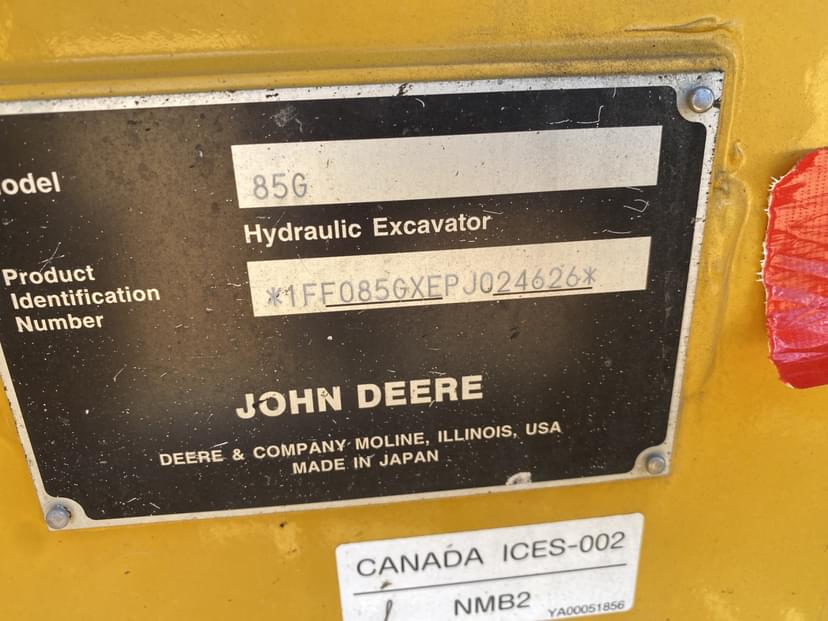 odel
85G
Hydraulic Excavator
Product
Identification
Number
*1FF085GXEPJ024626*
JOHN DEERE
DEERE & COMPANY MOLINE, ILLINOIS, USA
MADE IN JAPAN
CANADA ICES-002
NMB2
YA00051856